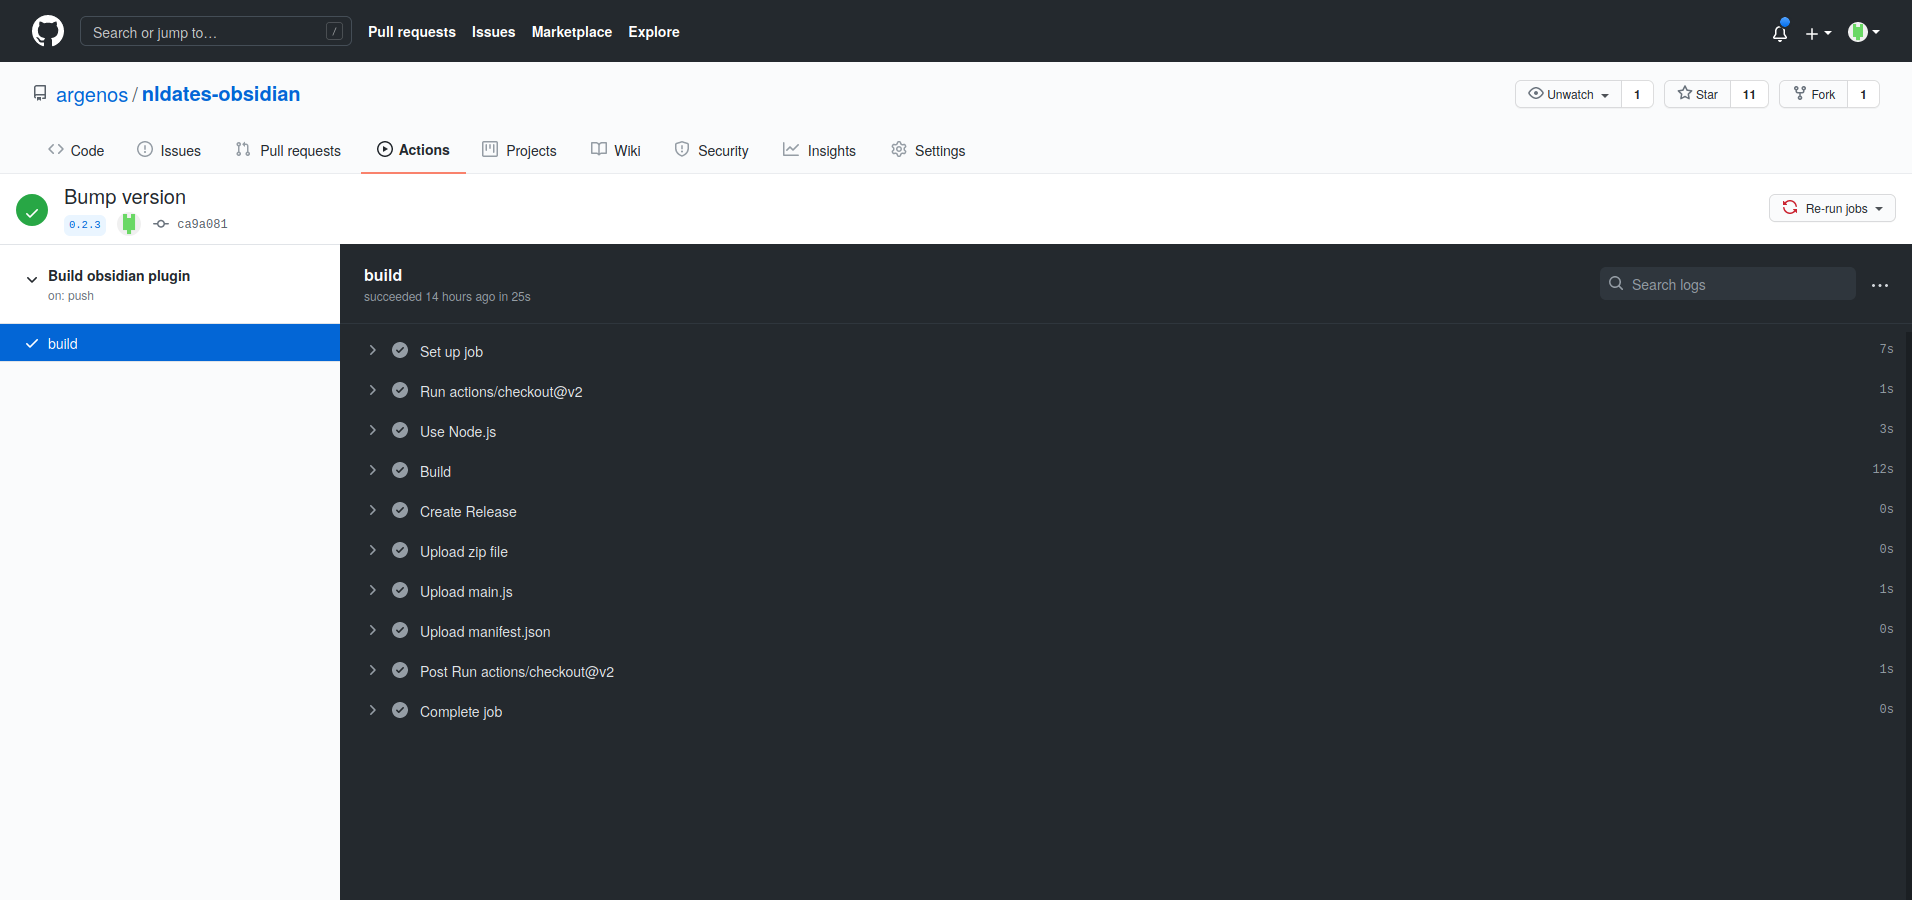 Search or jump to… / Pull requests Issues Marketplace Explore
argenos / nldates-obsidian Unwatch 1 Star 11 Fork 1
Code Issues Pull requests Actions Projects Wiki Security Insights Settings
Bump version
0.2.3 ca9a081 Re-run jobs
Build obsidian plugin
on: push
build
build
succeeded 14 hours ago in 25s
Search logs
Set up job 7s
Run actions/checkout@v2 1s
Use Node.js 3s
Build 12s
Create Release 0s
Upload zip file 0s
Upload main.js 1s
Upload manifest.json 0s
Post Run actions/checkout@v2 1s
Complete job 0s